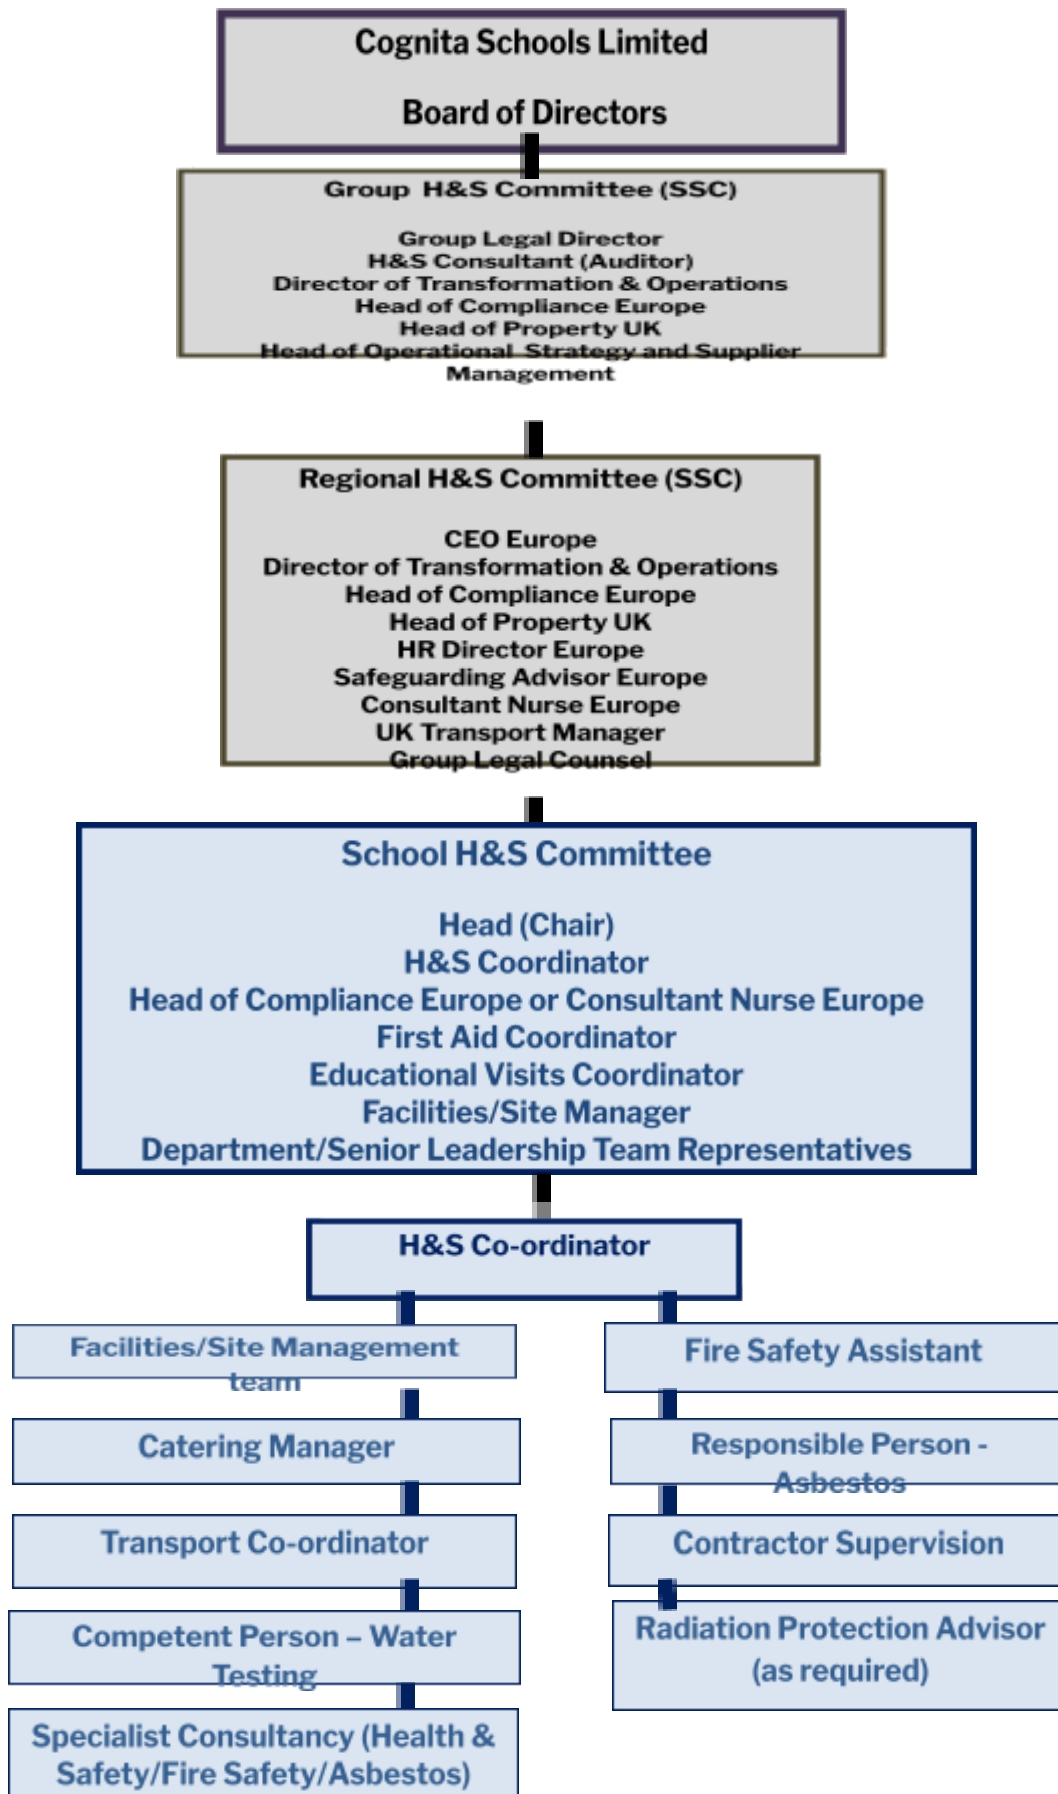 Cognita Schools Limited
Board of Directors
Group H&S Committee (SSC)
Group Legal Director
H&S Consultant (Auditor)
Director of Transformation & Operations
Head of Compliance Europe
Head of Property UK
Head of Operational Strategy and Supplier
Management
Regional H&S Committee (SSC)
CEO Europe
Director of Transformation & Operations
Head of Compliance Europe
Head of Property UK
HR Director Europe
Safeguarding Advisor Europe
Consultant Nurse Europe
UK Transport Manager
Group Legal Counsel
School H&S Committee
Head (Chair)
H&S Coordinator
Head of Compliance Europe or Consultant Nurse Europe
First Aid Coordinator
Educational Visits Coordinator
Facilities/Site Manager
Department/Senior Leadership Team Representatives
H&S Co-ordinator
Facilities/Site Management
team
Catering Manager
Transport Co-ordinator
Competent Person – Water
Testing
Specialist Consultancy (Health &
Safety/Fire Safety/Asbestos)
Fire Safety Assistant
Responsible Person -
Asbestos
Contractor Supervision
Radiation Protection Advisor
(as required)